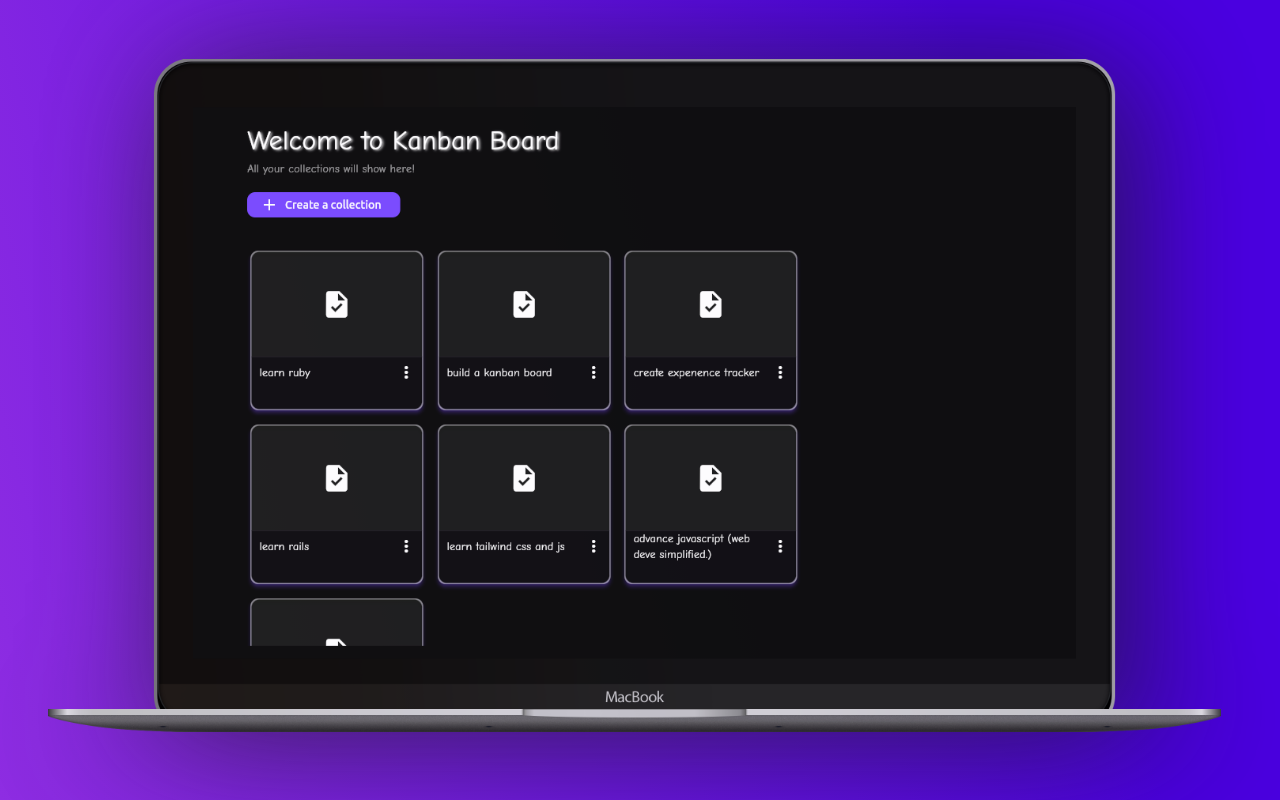 Welcome to Kanban Board
All your collections will show here!
Create a collection
learn ruby
build a kanban board
create expenence tracker
learn rails
learn tailwind css and js
advance javascript (web
deve simplified.)
MacBook